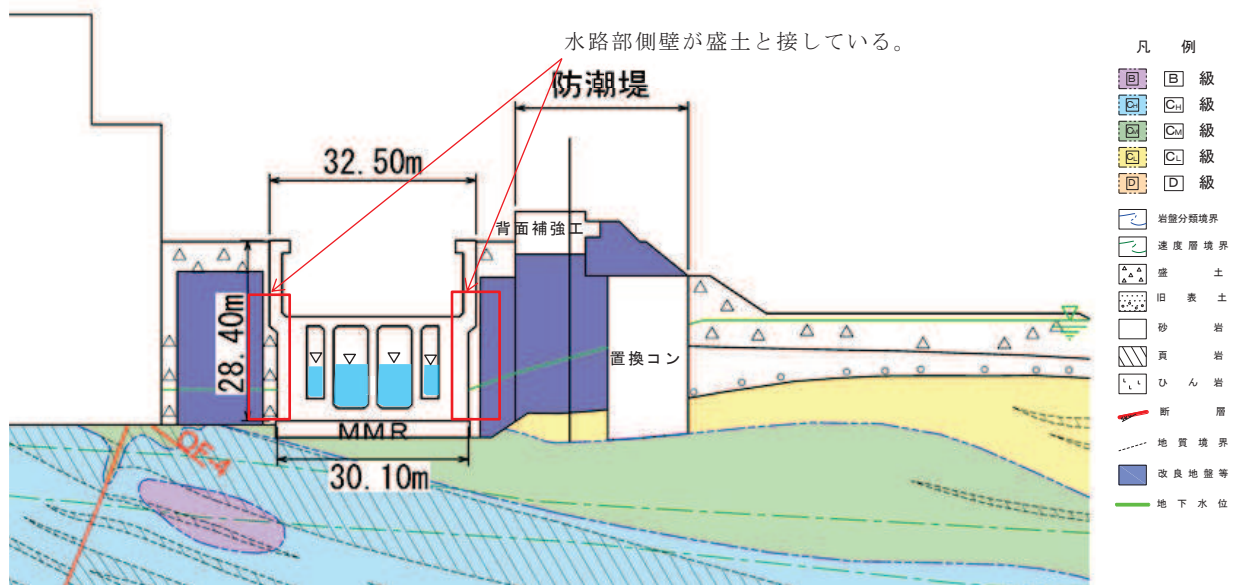 水路部側壁が盛土と接している。
防潮堤
32.50m
背面補強工
28.40m
置換コン
MMR
30.10m
OF-4
凡 例
B B 級
CH CH 級
CM CM 級
CL CL 級
D D 級
岩盤分類境界
速度層境界
盛 土
旧 表 土
砂 岩
頁 岩
ひ ん 岩
断 層
地 質 境 界
改 良 地 盤 等
地 下 水 位